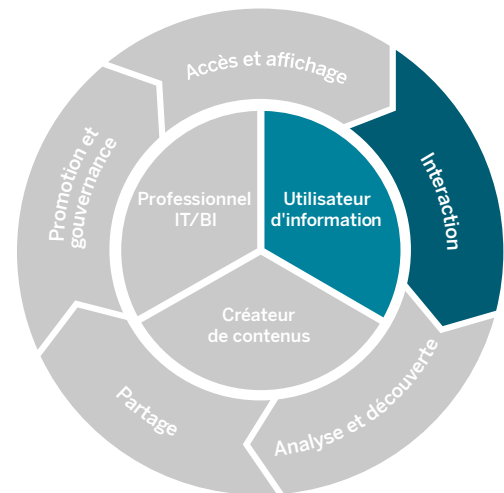 Accès et affichage
Interaction
Analyse et découverte
Partage
Promotion et
gouvernance
Professionnel
IT/BI
Utilisateur
d'information
Créateur
de contenus